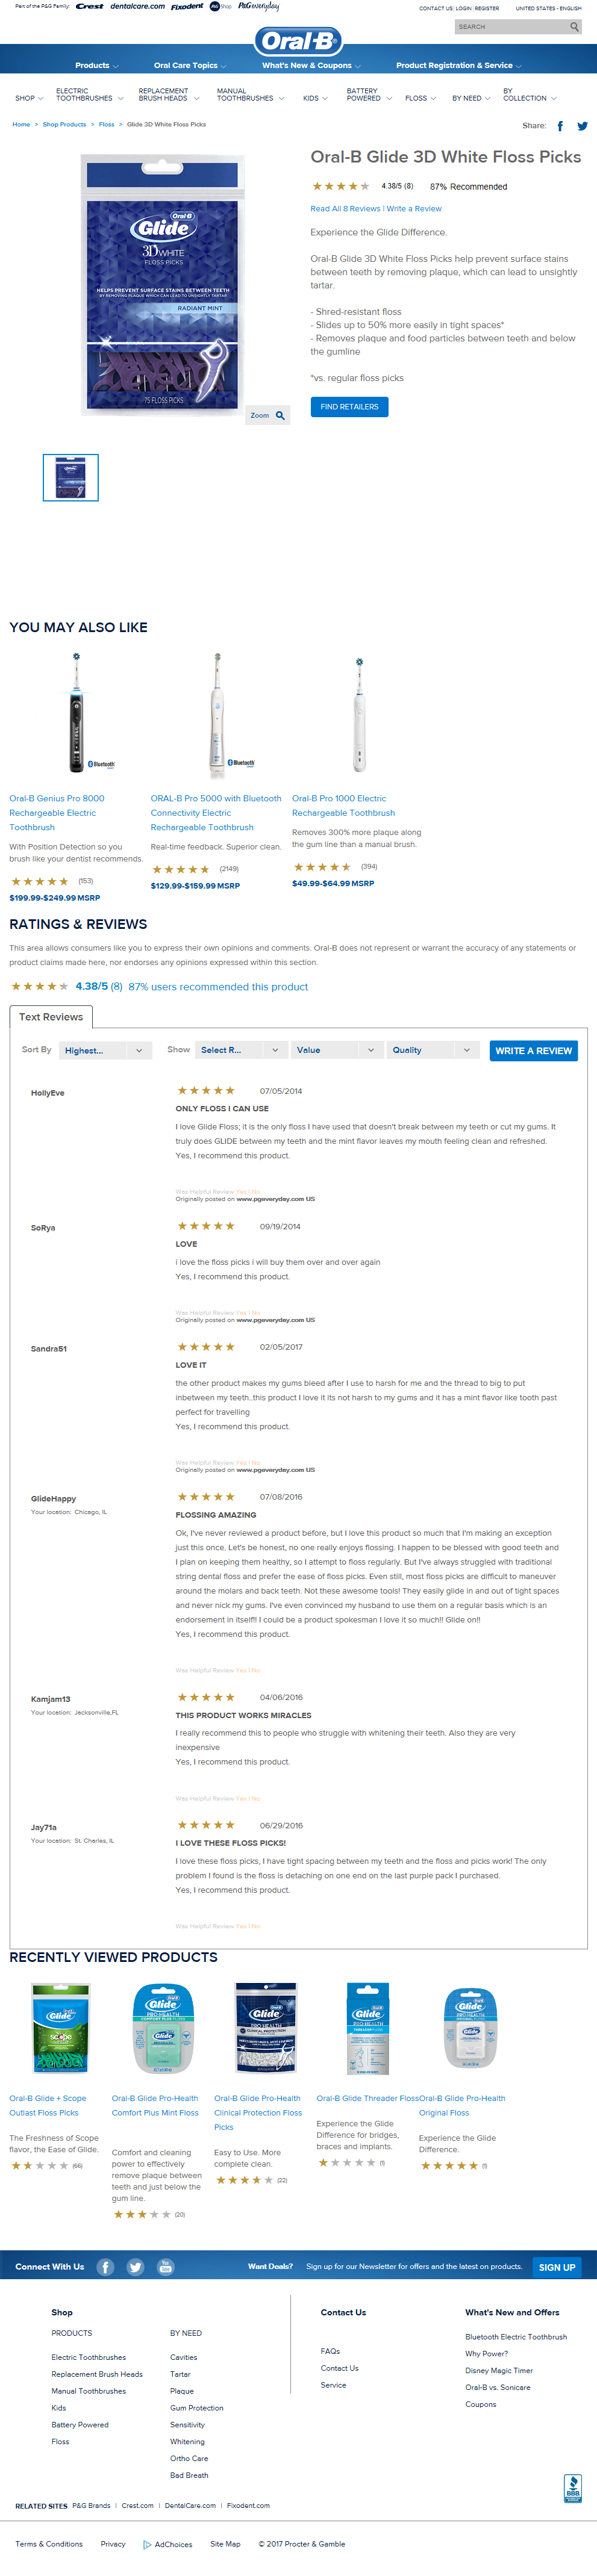 Part of the P&G Family: Crest dentalcare.com Fixodent P&G Shop P&G everyday
CONTACT US | LOGIN | REGISTER UNITED STATES - ENGLISH
SEARCH
Oral-B
Products Oral Care Topics What's New & Coupons Product Registration & Service
SHOP ELECTRIC TOOTHBRUSHES REPLACEMENT BRUSH HEADS MANUAL TOOTHBRUSHES KIDS BATTERY POWERED FLOSS BY NEED BY COLLECTION
Home > Shop Products > Floss > Glide 3D White Floss Picks
Share:
Oral-B Glide 3D White Floss Picks
4.38/5 (8) 87% Recommended
Read All 8 Reviews | Write a Review
Experience the Glide Difference.
Oral-B Glide 3D White Floss Picks help prevent surface stains
between teeth by removing plaque, which can lead to unsightly
tartar.
- Shred-resistant floss
- Slides up to 50% more easily in tight spaces*
- Removes plaque and food particles between teeth and below
the gumline
*vs. regular floss picks
FIND RETAILERS
Oral-B
Glide
3D WHITE
FLOSS PICKS
HELPS PREVENT SURFACE STAINS BETWEEN TEETH
BY REMOVING PLAQUE WHICH CAN LEAD TO UNSIGHTLY TARTAR
RADIANT MINT
75 FLOSS PICKS
Zoom
YOU MAY ALSO LIKE
Bluetooth
Bluetooth
Oral-B Genius Pro 8000
Rechargeable Electric
Toothbrush
With Position Detection so you
brush like your dentist recommends.
(153)
$199.99-$249.99 MSRP
ORAL-B Pro 5000 with Bluetooth
Connectivity Electric
Rechargeable Toothbrush
Real-time feedback. Superior clean.
(2149)
$129.99-$159.99 MSRP
Oral-B Pro 1000 Electric
Rechargeable Toothbrush
Removes 300% more plaque along
the gum line than a manual brush.
(394)
$49.99-$64.99 MSRP
RATINGS & REVIEWS
This area allows consumers like you to express their own opinions and comments. Oral-B does not represent or warrant the accuracy of any statements or
product claims made here, nor endorses any opinions expressed within this section.
4.38/5 (8) 87% users recommended this product
Text Reviews
Sort By Highest... Show Select R... Value Quality WRITE A REVIEW
HollyEve 07/05/2014
ONLY FLOSS I CAN USE
I love Glide Floss; it is the only floss I have used that doesn't break between my teeth or cut my gums. It
truly does GLIDE between my teeth and the mint flavor leaves my mouth feeling clean and refreshed.
Yes, I recommend this product.
Was Helpful Review Yes | No
Originally posted on www.pgeveryday.com US
SoRya 09/19/2014
LOVE
i love the floss picks i will buy them over and over again
Yes, I recommend this product.
Was Helpful Review Yes | No
Originally posted on www.pgeveryday.com US
Sandra51 02/05/2017
LOVE IT
the other product makes my gums bleed after I use to harsh for me and the thread to big to put
inbetween my teeth..this product I love it its not harsh to my gums and it has a mint flavor like tooth past
perfect for travelling
Yes, I recommend this product.
Was Helpful Review Yes | No
Originally posted on www.pgeveryday.com US
GlideHappy 07/08/2016
Your location: Chicago, IL
FLOSSING AMAZING
Ok, I've never reviewed a product before, but I love this product so much that I'm making an exception
just this once. Let's be honest, no one really enjoys flossing. I happen to be blessed with good teeth and
I plan on keeping them healthy, so I attempt to floss regularly. But I've always struggled with traditional
string dental floss and prefer the ease of floss picks. Even still, most floss picks are difficult to maneuver
around the molars and back teeth. Not these awesome tools! They easily glide in and out of tight spaces
and never nick my gums. I've even convinced my husband to use them on a regular basis which is an
endorsement in itself!! I could be a product spokesman I love it so much!! Glide on!!
Yes, I recommend this product.
Was Helpful Review Yes | No
Kamjam13 04/06/2016
Your location: Jacksonville,FL
THIS PRODUCT WORKS MIRACLES
I really recommend this to people who struggle with whitening their teeth. Also they are very
inexpensive
Yes, I recommend this product.
Was Helpful Review Yes | No
Jay71a 06/29/2016
Your location: St. Charles, IL
I LOVE THESE FLOSS PICKS!
I love these floss picks, I have tight spacing between my teeth and the floss and picks work! The only
problem I found is the floss is detaching on one end on the last purple pack I purchased.
Yes, I recommend this product.
Was Helpful Review Yes | No
RECENTLY VIEWED PRODUCTS
Glide
scope
Glide
PRO-HEALTH
COMFORT PLUS MINT FLOSS
Glide
PRO-HEALTH
CLINICAL PROTECTION
Glide
PRO-HEALTH
THREADER FLOSS
Glide
PRO-HEALTH
Oral-B Glide + Scope
Outlast Floss Picks
The Freshness of Scope
flavor, the Ease of Glide.
(66)
Oral-B Glide Pro-Health
Comfort Plus Mint Floss
Comfort and cleaning
power to effectively
remove plaque between
teeth and just below the
gum line.
(20)
Oral-B Glide Pro-Health
Clinical Protection Floss
Picks
Easy to Use. More
complete clean.
(22)
Oral-B Glide Threader Floss
Experience the Glide
Difference for bridges,
braces and implants.
(1)
Oral-B Glide Pro-Health
Original Floss
Experience the Glide
Difference.
(1)
Connect With Us You Tube Want Deals? Sign up for our Newsletter for offers and the latest on products. SIGN UP
Shop
PRODUCTS
Electric Toothbrushes
Replacement Brush Heads
Manual Toothbrushes
Kids
Battery Powered
Floss
BY NEED
Cavities
Tartar
Plaque
Gum Protection
Sensitivity
Whitening
Ortho Care
Bad Breath
Contact Us
FAQs
Contact Us
Service
What's New and Offers
Bluetooth Electric Toothbrush
Why Power?
Disney Magic Timer
Oral-B vs. Sonicare
Coupons
BBB
RELATED SITES P&G Brands | Crest.com | DentalCare.com | Fixodent.com
Terms & Conditions Privacy AdChoices Site Map © 2017 Procter & Gamble